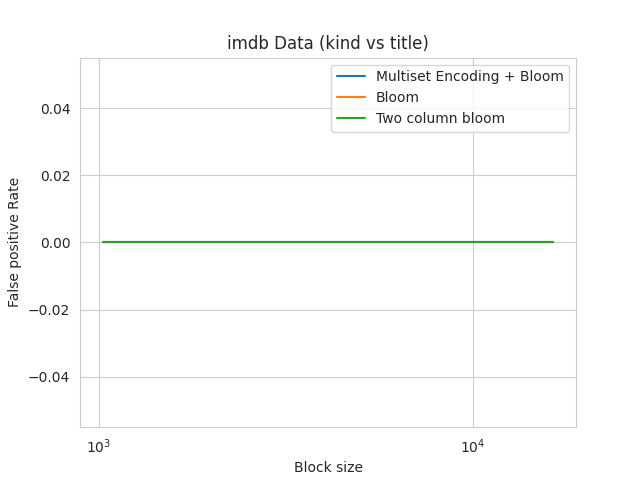 imdb Data (kind vs title)
Multiset Encoding + Bloom
Bloom
Two column bloom
0.04
0.02
0.00
−0.02
−0.04
False positive Rate
10³
10⁴
Block size